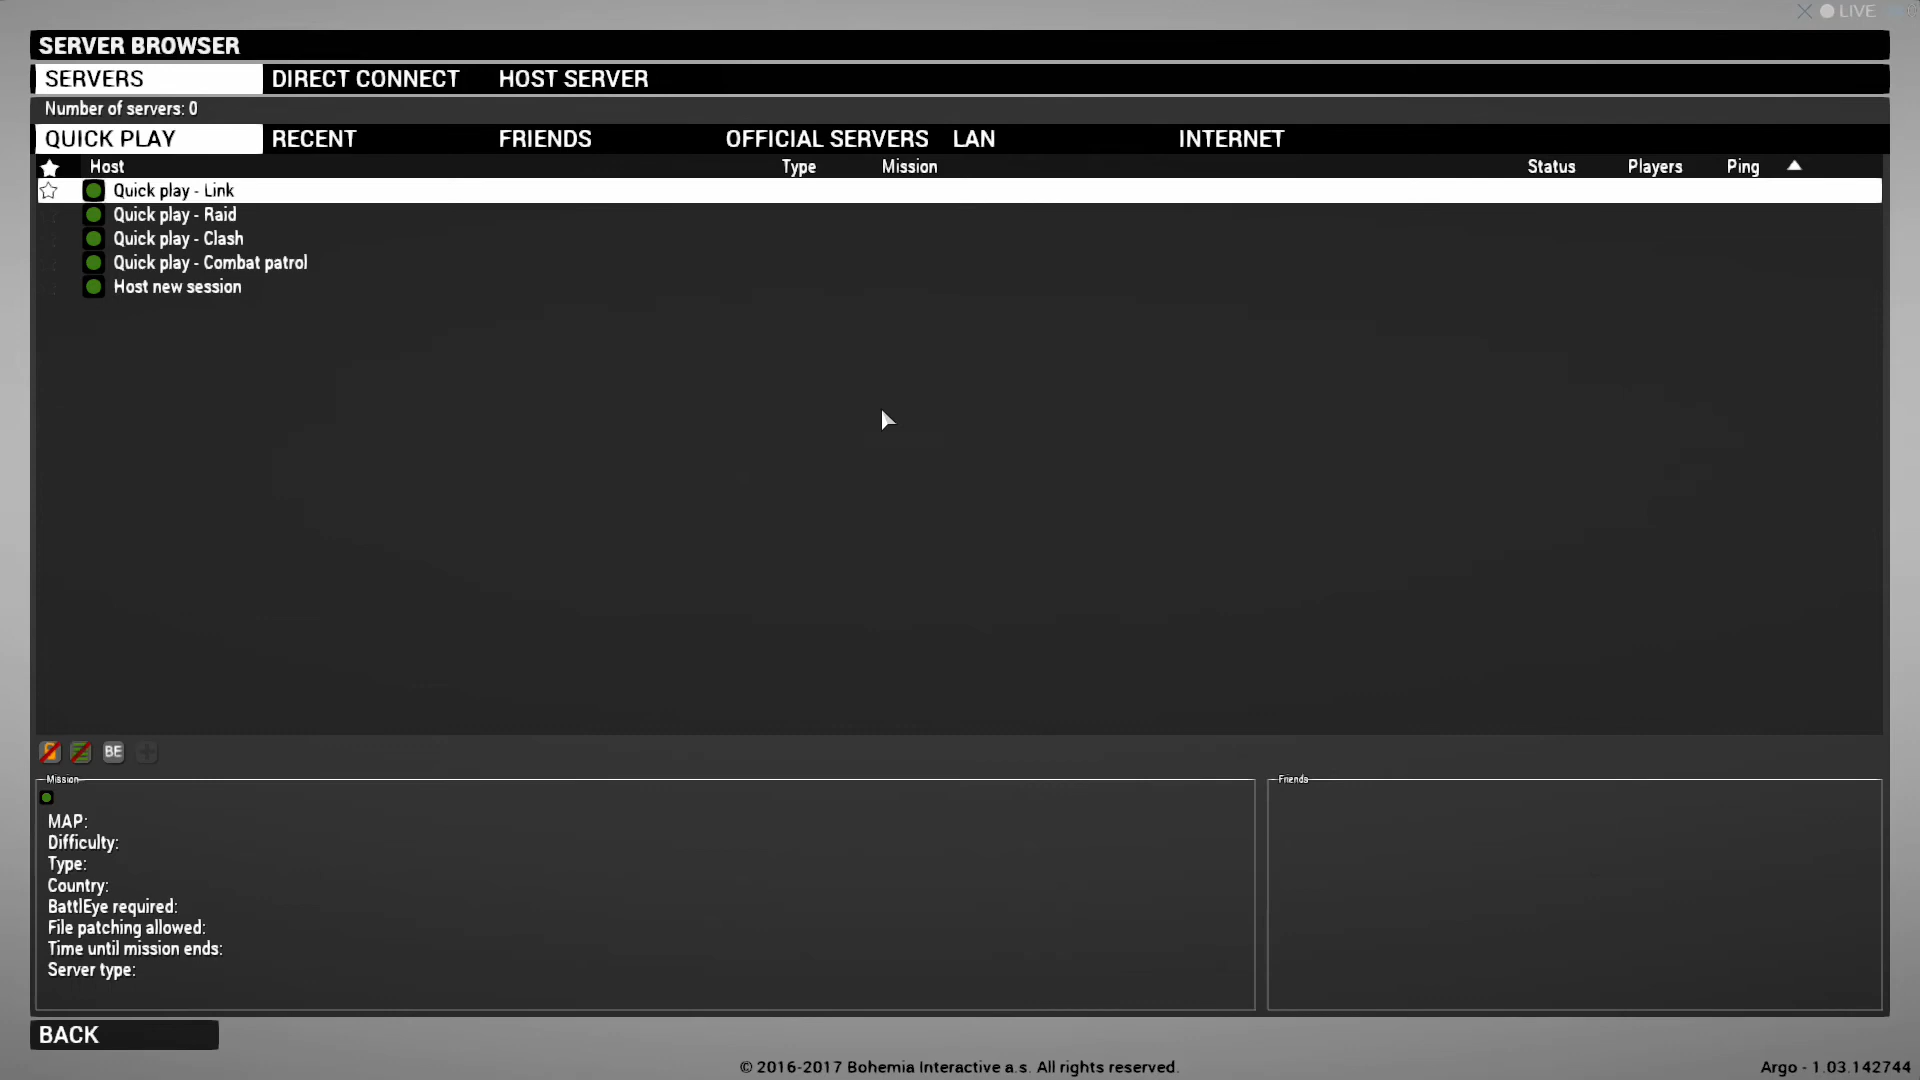 LIVE
SERVER BROWSER
SERVERS DIRECT CONNECT HOST SERVER
Number of servers: 0
QUICK PLAY RECENT FRIENDS OFFICIAL SERVERS LAN INTERNET
Host Type Mission Status Players Ping
Quick play - Link
Quick play - Raid
Quick play - Clash
Quick play - Combat patrol
Host new session
BE
Mission Friends
MAP:
Difficulty:
Type:
Country:
BattlEye required:
File patching allowed:
Time until mission ends:
Server type:
BACK
© 2016-2017 Bohemia Interactive a.s. All rights reserved.
Argo - 1.03.142744